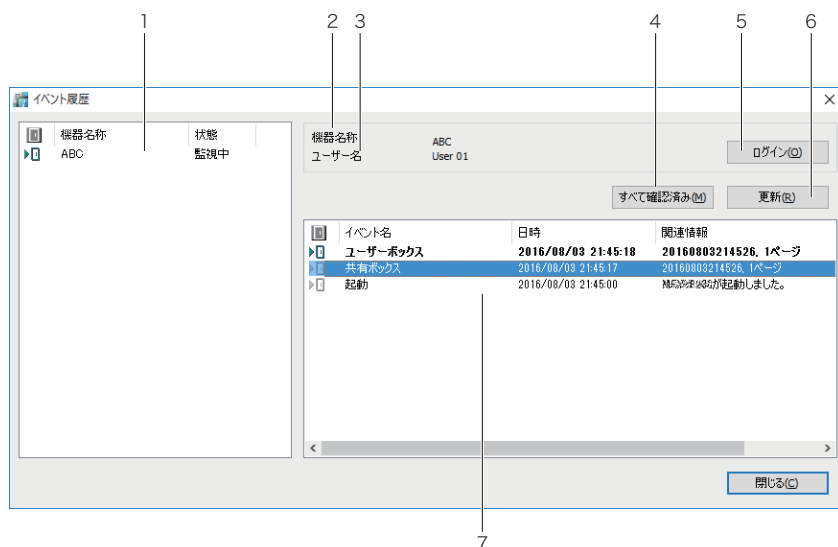 1
2
3
4
5
6
イベント履歴
機器名称 状態
ABC 監視中
機器名称 ABC
ユーザー名 User 01
ログイン(O)
すべて確認済み(M) 更新(R)
イベント名 日時 関連情報
ユーザーボックス 2016/08/03 21:45:18 20160803214526, 1ページ
共有ボックス 2016/08/03 21:45:17 20160803214526, 1ページ
起動 2016/08/03 21:45:00 が起動しました。
閉じる(C)
7